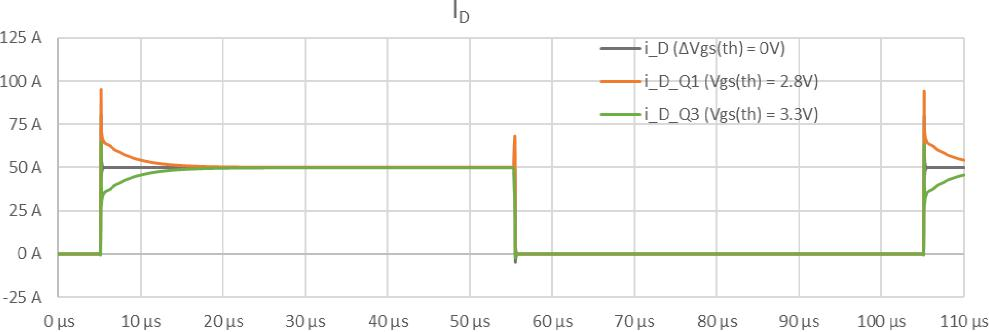 I_D
125 A
100 A
75 A
50 A
25 A
0 A
-25 A
i_D (ΔVgs(th) = 0V)
i_D_Q1 (Vgs(th) = 2.8V)
i_D_Q3 (Vgs(th) = 3.3V)
0 µs 10 µs 20 µs 30 µs 40 µs 50 µs 60 µs 70 µs 80 µs 90 µs 100 µs 110 µs